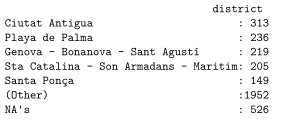 district
Ciutat Antigua : 313
Playa de Palma : 236
Genova - Bonanova - Sant Agustí : 219
Sta Catalina - Son Armadans - Maritim: 205
Santa Ponça : 149
(Other) :1952
NA's : 526